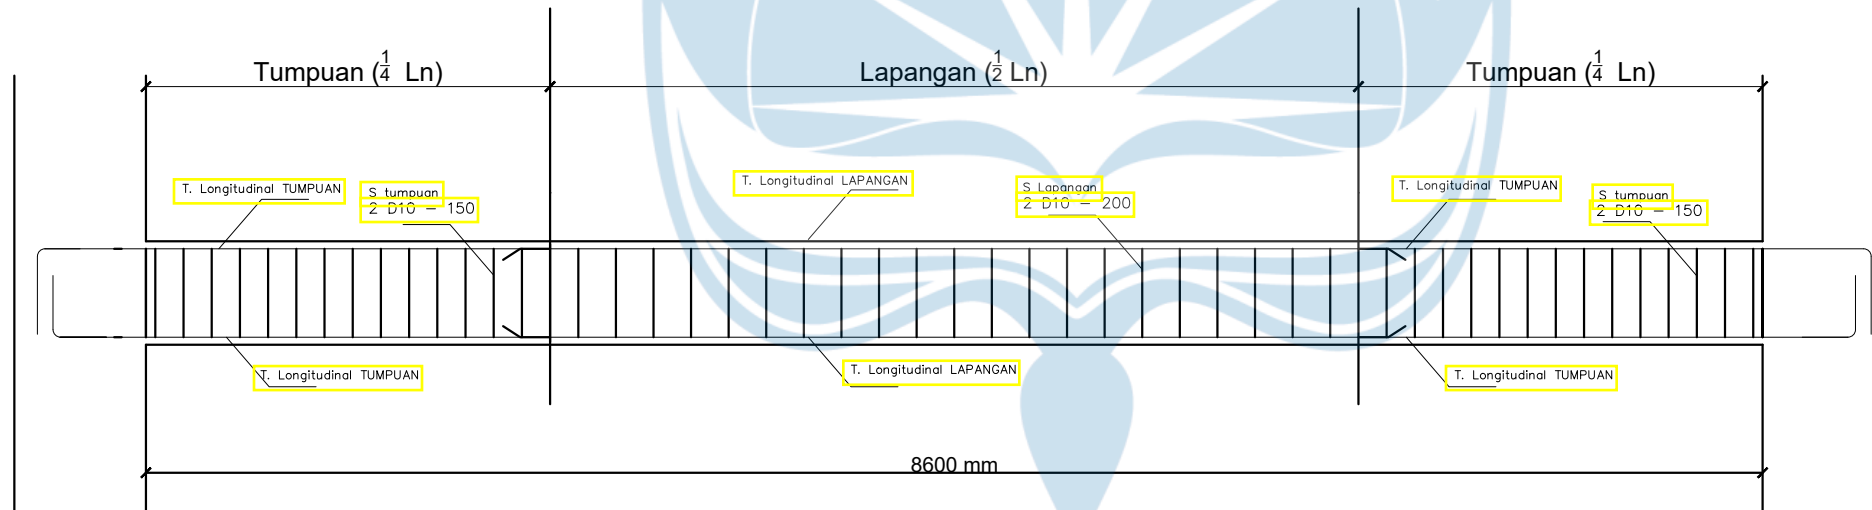 Tumpuan (1/4 Ln)
Lapangan (1/2 Ln)
Tumpuan (1/4 Ln)
T. Longitudinal TUMPUAN
S tumpuan
2 D10 - 150
T. Longitudinal LAPANGAN
S Lapangan
2 D10 - 200
T. Longitudinal TUMPUAN
S tumpuan
2 D10 - 150
T. Longitudinal TUMPUAN
T. Longitudinal LAPANGAN
T. Longitudinal TUMPUAN
8600 mm